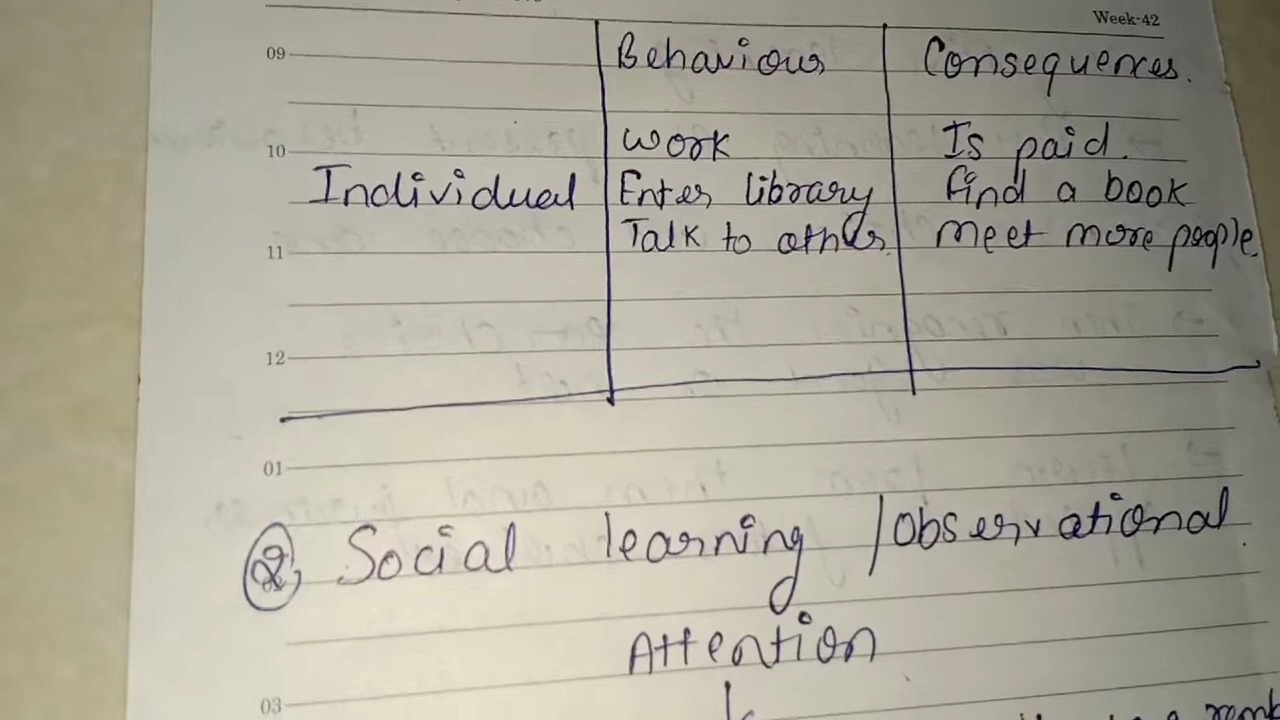 Week-42
09 Behaviour Consequences.
10 Work Is paid.
Individual Enter library find a book
11 Talk to others. meet more people.
12
01
2, Social learning / observational.
Attention
03